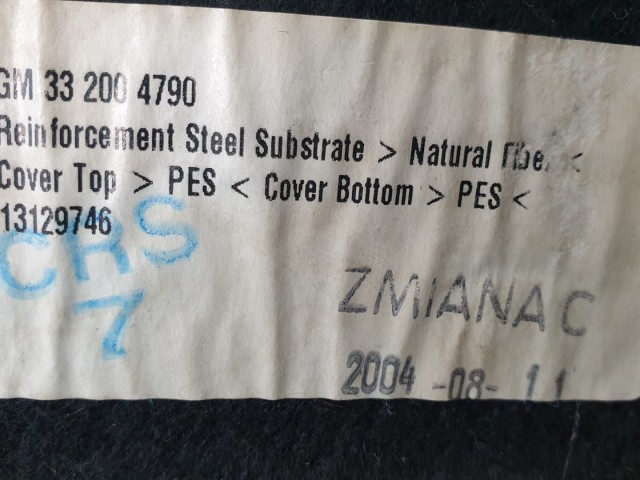 GM 33 200 4790
Reinforcement Steel Substrate > Natural Fiber <
Cover Top > PES < Cover Bottom > PES <
13129746
CRS
7
ZMIANA C
2004 -08- 11